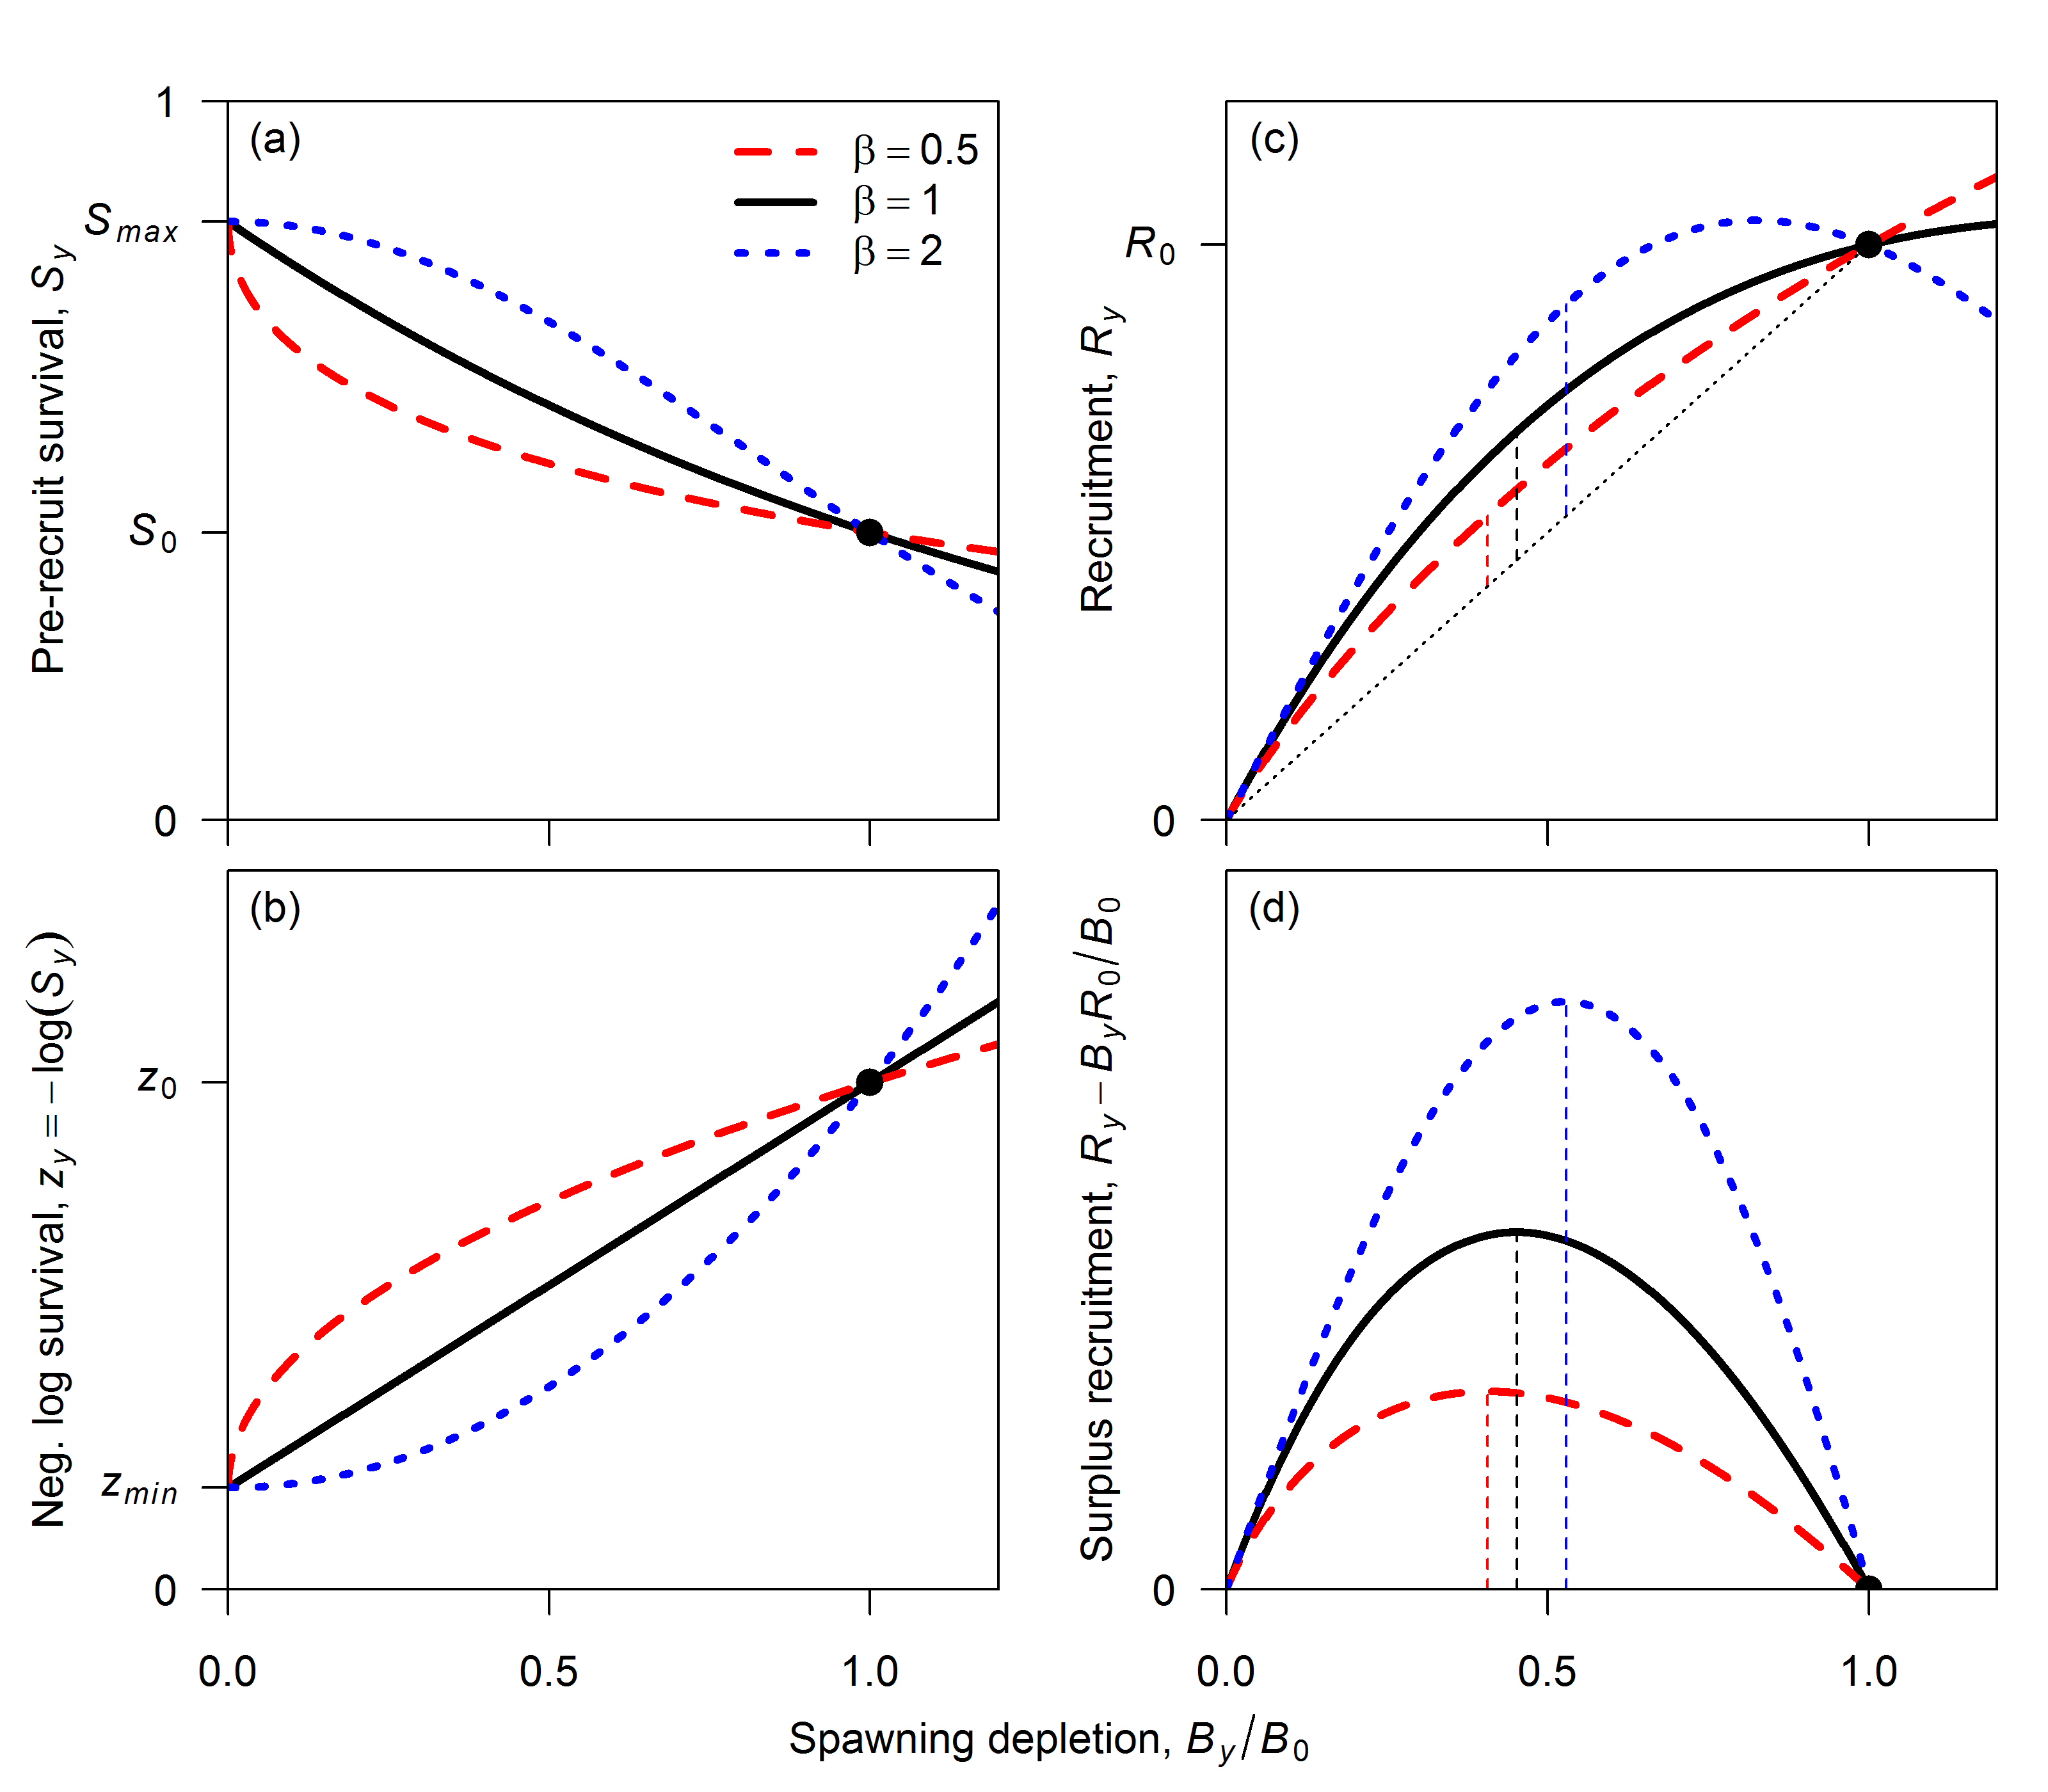 (a)
1
S_max
S_0
0
Pre-recruit survival, S_y
β = 0.5
β = 1
β = 2
(c)
R_0
0
Recruitment, R_y
(b)
z_0
z_min
0
Neg. log survival, z_y = −log(S_y)
0.0 0.5 1.0
(d)
0
Surplus recruitment, R_y − B_yR_0/B_0
0.0 0.5 1.0
Spawning depletion, B_y/B_0